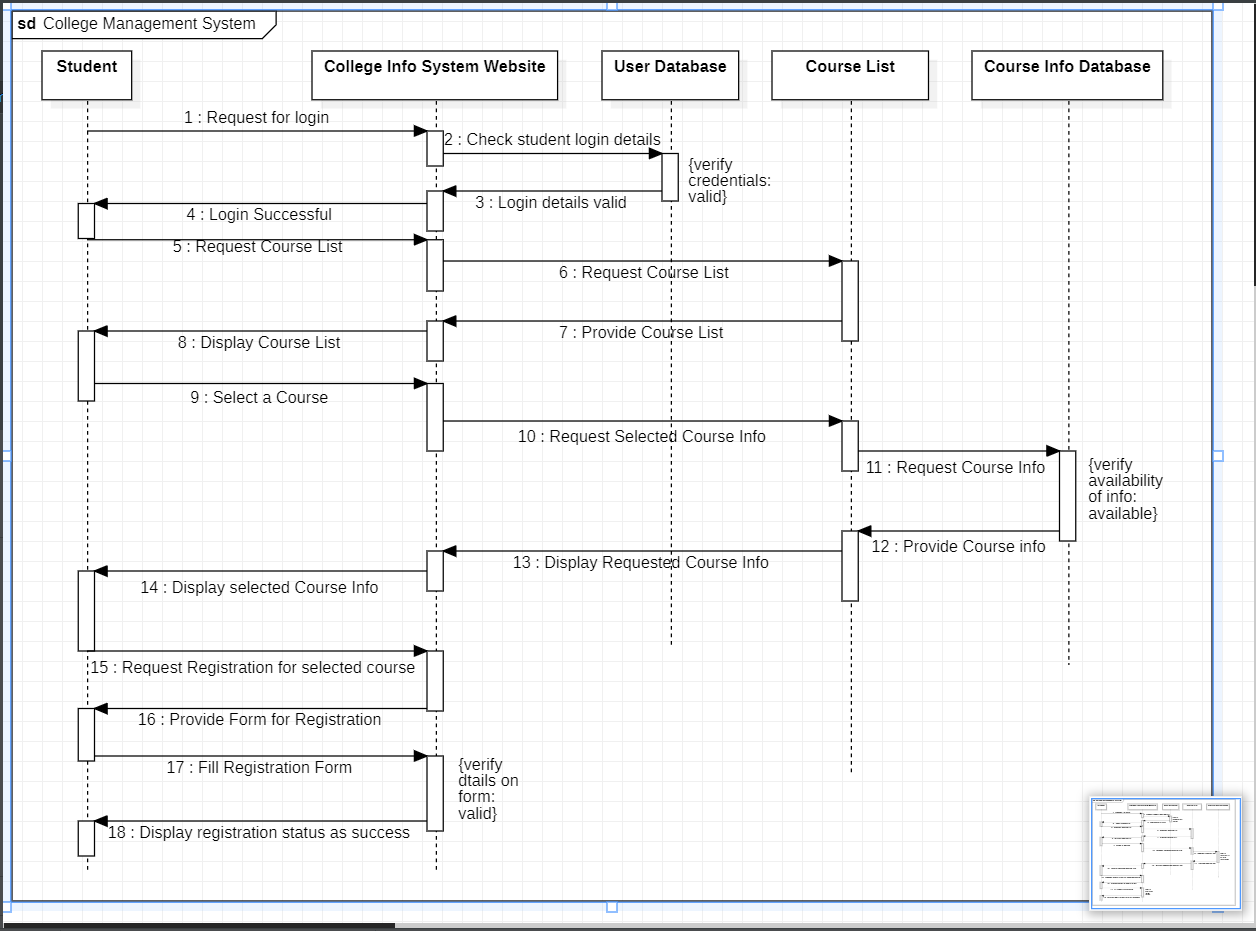 sd College Management System
Student
College Info System Website
User Database
Course List
Course Info Database
1 : Request for login
2 : Check student login details
{verify
credentials:
valid}
3 : Login details valid
4 : Login Successful
5 : Request Course List
6 : Request Course List
7 : Provide Course List
8 : Display Course List
9 : Select a Course
10 : Request Selected Course Info
11 : Request Course Info
{verify
availability
of info:
available}
12 : Provide Course info
13 : Display Requested Course Info
14 : Display selected Course Info
15 : Request Registration for selected course
16 : Provide Form for Registration
17 : Fill Registration Form
{verify
dtails on
form:
valid}
18 : Display registration status as success